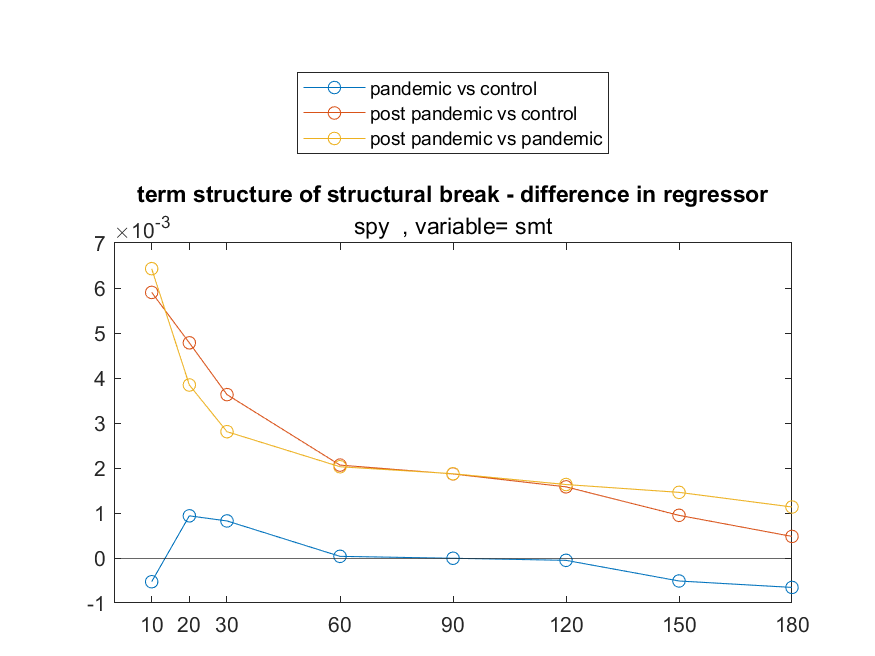 pandemic vs control
post pandemic vs control
post pandemic vs pandemic
term structure of structural break - difference in regressor
spy , variable= smt
×10-3
7
6
5
4
3
2
1
0
-1
10 20 30 60 90 120 150 180